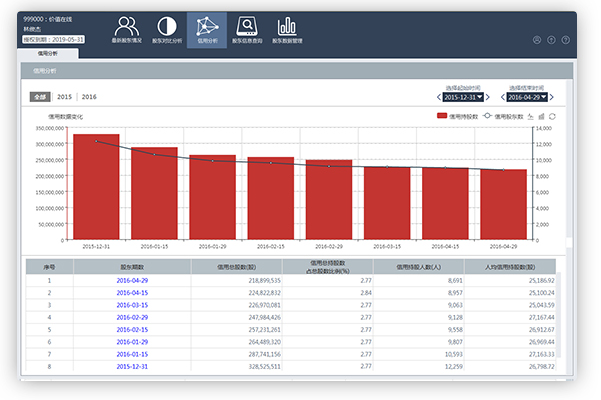 999000：价值在线
林晓杰
授权到期：2019-05-31
最新股东情况 股东对比分析 信用分析 股东信息查询 股东数据管理
信用分析
信用分析
全部 2015 2016
选择起始时间 选择结束时间
2015-12-31 2016-04-29
信用数据变化
信用持股数 信用股东数
350,000,000 14,000
300,000,000 12,000
250,000,000 10,000
200,000,000 8,000
150,000,000 6,000
100,000,000 4,000
50,000,000 2,000
0 0
2015-12-31 2016-01-15 2016-01-29 2016-02-15 2016-02-29 2016-03-15 2016-04-15 2016-04-29
序号 股东期数 信用总股数(股) 信用总持股数占总股数比例(%) 信用持股人数(人) 人均信用持股数(股)
1 2016-04-29 218,899,535 2.77 8,691 25,186.92
2 2016-04-15 224,822,832 2.84 8,957 25,100.24
3 2016-03-15 226,970,081 2.77 9,063 25,043.59
4 2016-02-29 247,984,426 2.77 9,128 27,167.44
5 2016-02-15 257,231,261 2.77 9,558 26,912.67
6 2016-01-29 264,489,320 2.77 9,807 26,969.44
7 2016-01-15 287,741,156 2.77 10,593 27,163.33
8 2015-12-31 328,525,511 2.77 12,259 26,798.72